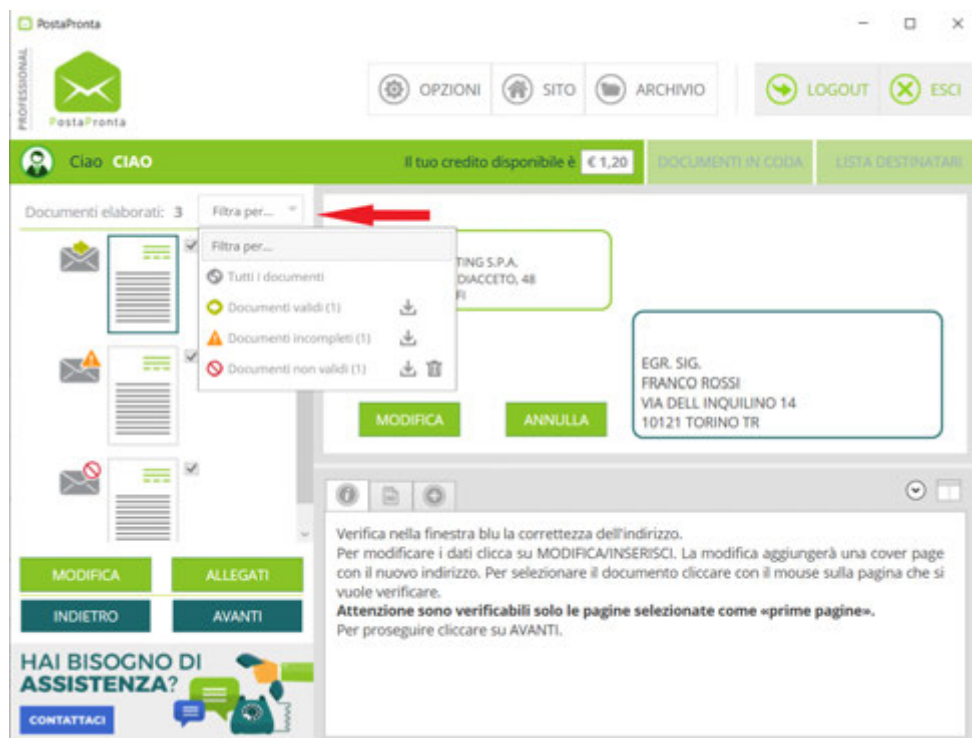 PostaPronta
PROFESSIONAL
PostaPronta
OPZIONI
SITO
ARCHIVIO
LOGOUT
ESCI
Ciao CIAO
Il tuo credito disponibile è € 1,20
DOCUMENTI IN CODA
LISTA DESTINATARI
Documenti elaborati: 3
Filtra per...
Filtra per...
Tutti i documenti
Documenti validi (1)
Documenti incompleti (1)
Documenti non validi (1)
TING S.P.A.
DIACCETO, 48
FI
EGR. SIG.
FRANCO ROSSI
VIA DELL INQUILINO 14
10121 TORINO TR
MODIFICA
ANNULLA
Verifica nella finestra blu la correttezza dell'indirizzo.
Per modificare i dati clicca su MODIFICA/INSERISCI. La modifica aggiungerà una cover page
con il nuovo indirizzo. Per selezionare il documento cliccare con il mouse sulla pagina che si
vuole verificare.
Attenzione sono verificabili solo le pagine selezionate come «prime pagine».
Per proseguire cliccare su AVANTI.
MODIFICA
ALLEGATI
INDIETRO
AVANTI
HAI BISOGNO DI
ASSISTENZA?
CONTATTACI